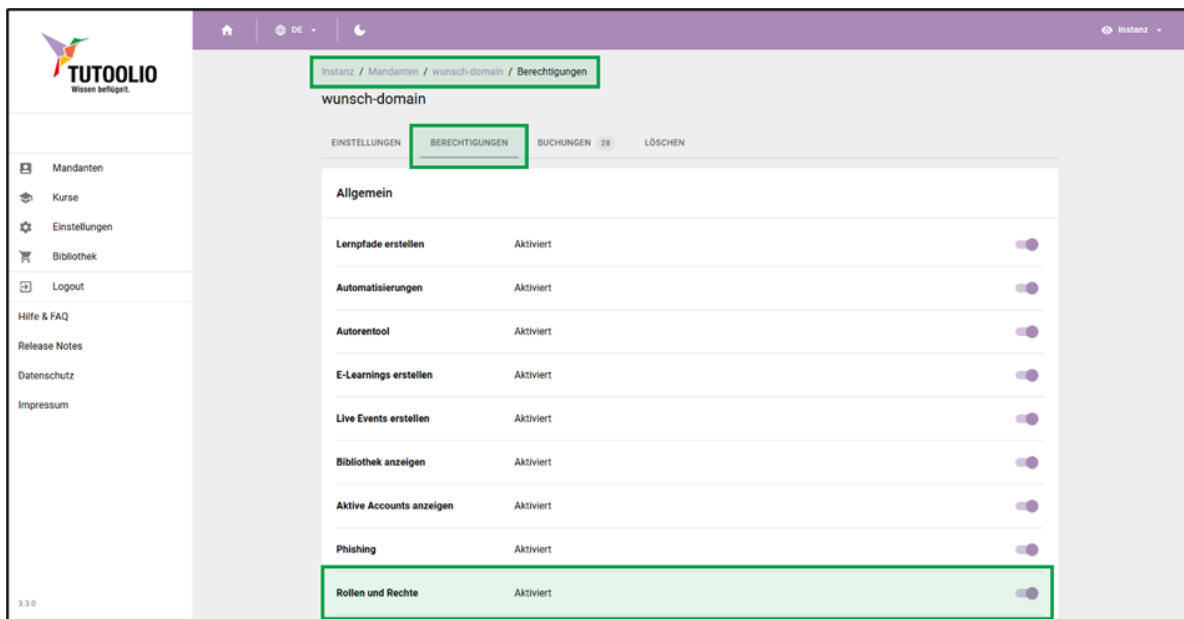 TUTOOLIO
Wissen beflügelt.
DE
Instanz
Instanz / Mandanten / wunsch-domain / Berechtigungen
wunsch-domain
EINSTELLUNGEN BERECHTIGUNGEN BUCHUNGEN 28 LÖSCHEN
Mandanten
Kurse
Einstellungen
Bibliothek
Logout
Hilfe & FAQ
Release Notes
Datenschutz
Impressum
3.3.0
Allgemein
Lernpfade erstellen Aktiviert
Automatisierungen Aktiviert
Autorentool Aktiviert
E-Learnings erstellen Aktiviert
Live Events erstellen Aktiviert
Bibliothek anzeigen Aktiviert
Aktive Accounts anzeigen Aktiviert
Phishing Aktiviert
Rollen und Rechte Aktiviert